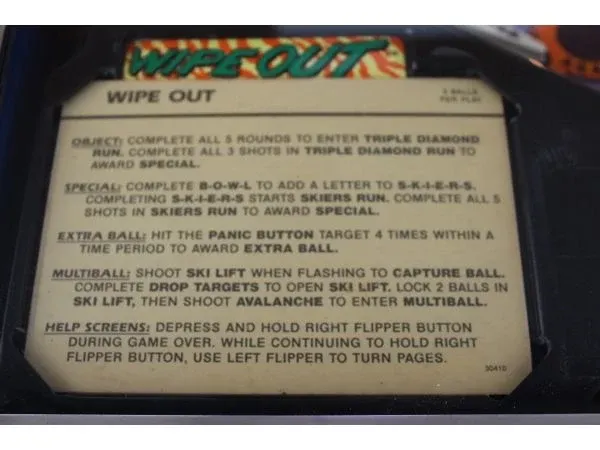 WIPE OUT
WIPE OUT
3 BALLS
PER PLAY
OBJECT: COMPLETE ALL 5 ROUNDS TO ENTER TRIPLE DIAMOND
RUN. COMPLETE ALL 3 SHOTS IN TRIPLE DIAMOND RUN TO
AWARD SPECIAL.
SPECIAL: COMPLETE B-O-W-L TO ADD A LETTER TO S-K-I-E-R-S.
COMPLETING S-K-I-E-R-S STARTS SKIERS RUN. COMPLETE ALL 5
SHOTS IN SKIERS RUN TO AWARD SPECIAL.
EXTRA BALL: HIT THE PANIC BUTTON TARGET 4 TIMES WITHIN A
TIME PERIOD TO AWARD EXTRA BALL.
MULTIBALL: SHOOT SKI LIFT WHEN FLASHING TO CAPTURE BALL.
COMPLETE DROP TARGETS TO OPEN SKI LIFT. LOCK 2 BALLS IN
SKI LIFT, THEN SHOOT AVALANCHE TO ENTER MULTIBALL.
HELP SCREENS: DEPRESS AND HOLD RIGHT FLIPPER BUTTON
DURING GAME OVER. WHILE CONTINUING TO HOLD RIGHT
FLIPPER BUTTON, USE LEFT FLIPPER TO TURN PAGES.
30410